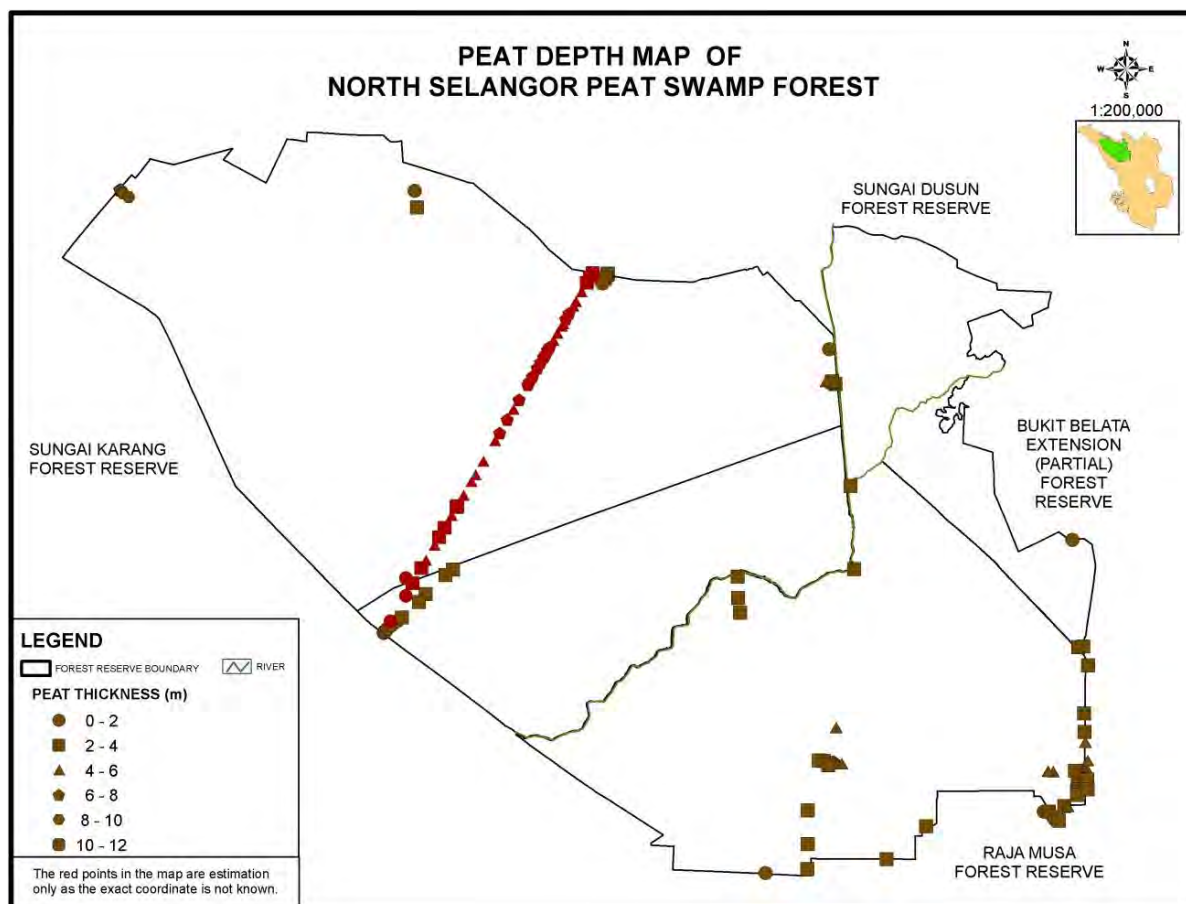 PEAT DEPTH MAP OF
NORTH SELANGOR PEAT SWAMP FOREST
N
W E
S
1:200,000
SUNGAI DUSUN
FOREST RESERVE
SUNGAI KARANG
FOREST RESERVE
BUKIT BELATA
EXTENSION
(PARTIAL)
FOREST
RESERVE
RAJA MUSA
FOREST RESERVE
LEGEND
FOREST RESERVE BOUNDARY RIVER
PEAT THICKNESS (m)
0 - 2
2 - 4
4 - 6
6 - 8
8 - 10
10 - 12
The red points in the map are estimation
only as the exact coordinate is not known.